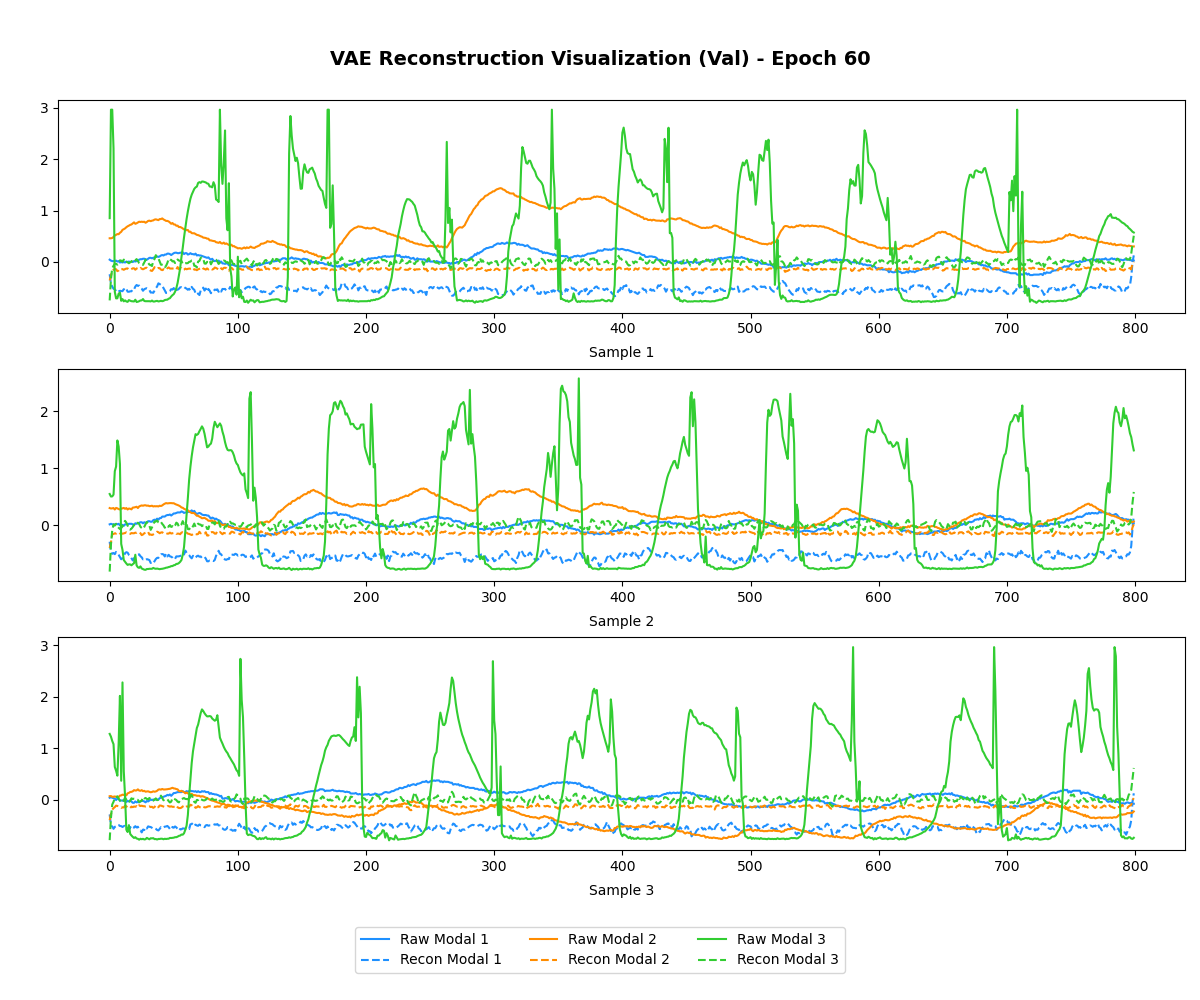 VAE Reconstruction Visualization (Val) - Epoch 60
3
2
1
0
0 100 200 300 400 500 600 700 800
Sample 1
2
1
0
0 100 200 300 400 500 600 700 800
Sample 2
3
2
1
0
0 100 200 300 400 500 600 700 800
Sample 3
Raw Modal 1 Raw Modal 2 Raw Modal 3
Recon Modal 1 Recon Modal 2 Recon Modal 3